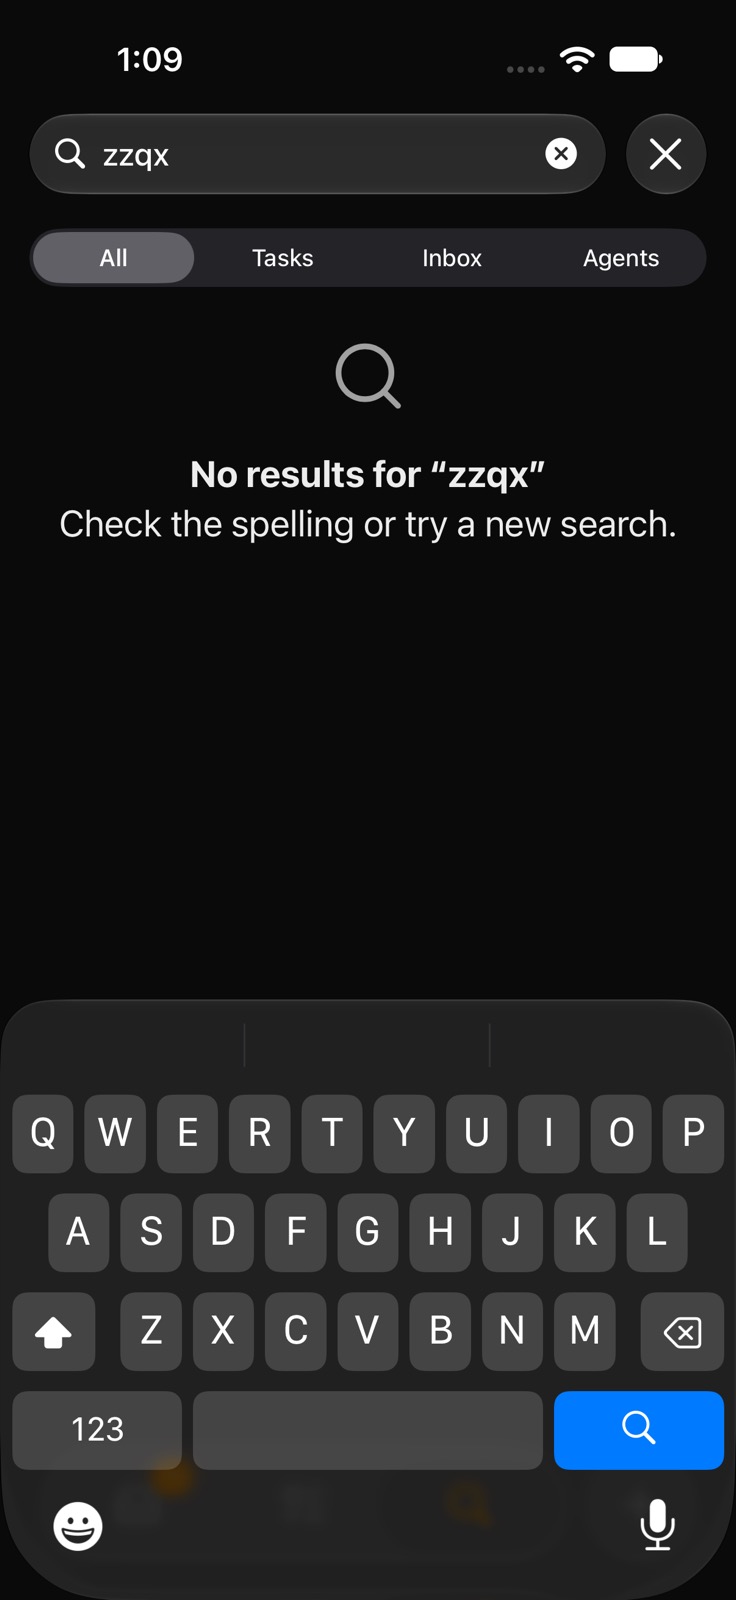 1:09
zzqx
All Tasks Inbox Agents
No results for “zzqx”
Check the spelling or try a new search.
Q W E R T Y U I O P
A S D F G H J K L
Z X C V B N M
123